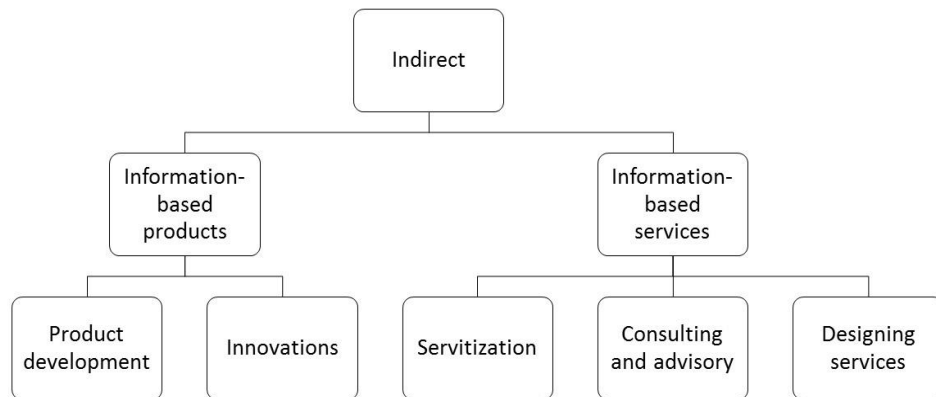 Indirect
Information-
based
products
Information-
based
services
Product
development
Innovations
Servitization
Consulting
and advisory
Designing
services